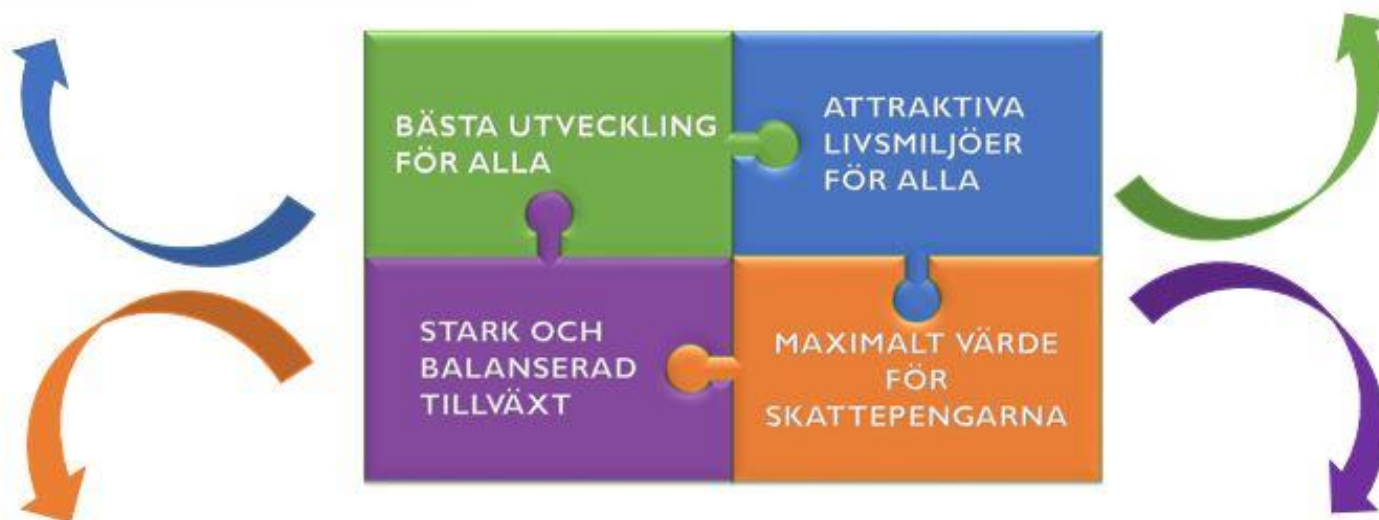 BÄSTA UTVECKLING
FÖR ALLA
ATTRAKTIVA
LIVSMILJÖER
FÖR ALLA
STARK OCH
BALANSERAD
TILLVÄXT
MAXIMALT VÄRDE
FÖR
SKATTEPENGARNA